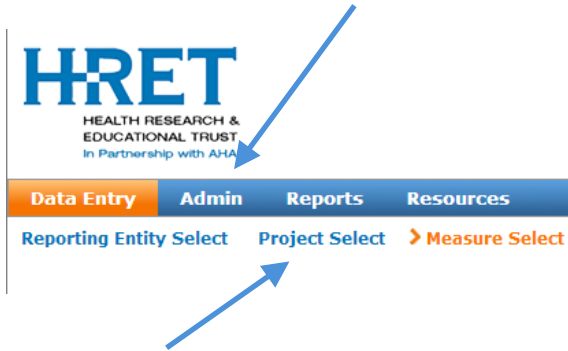 HRET
HEALTH RESEARCH &
EDUCATIONAL TRUST
In Partnership with AHA
Data Entry Admin Reports Resources
Reporting Entity Select Project Select Measure Select